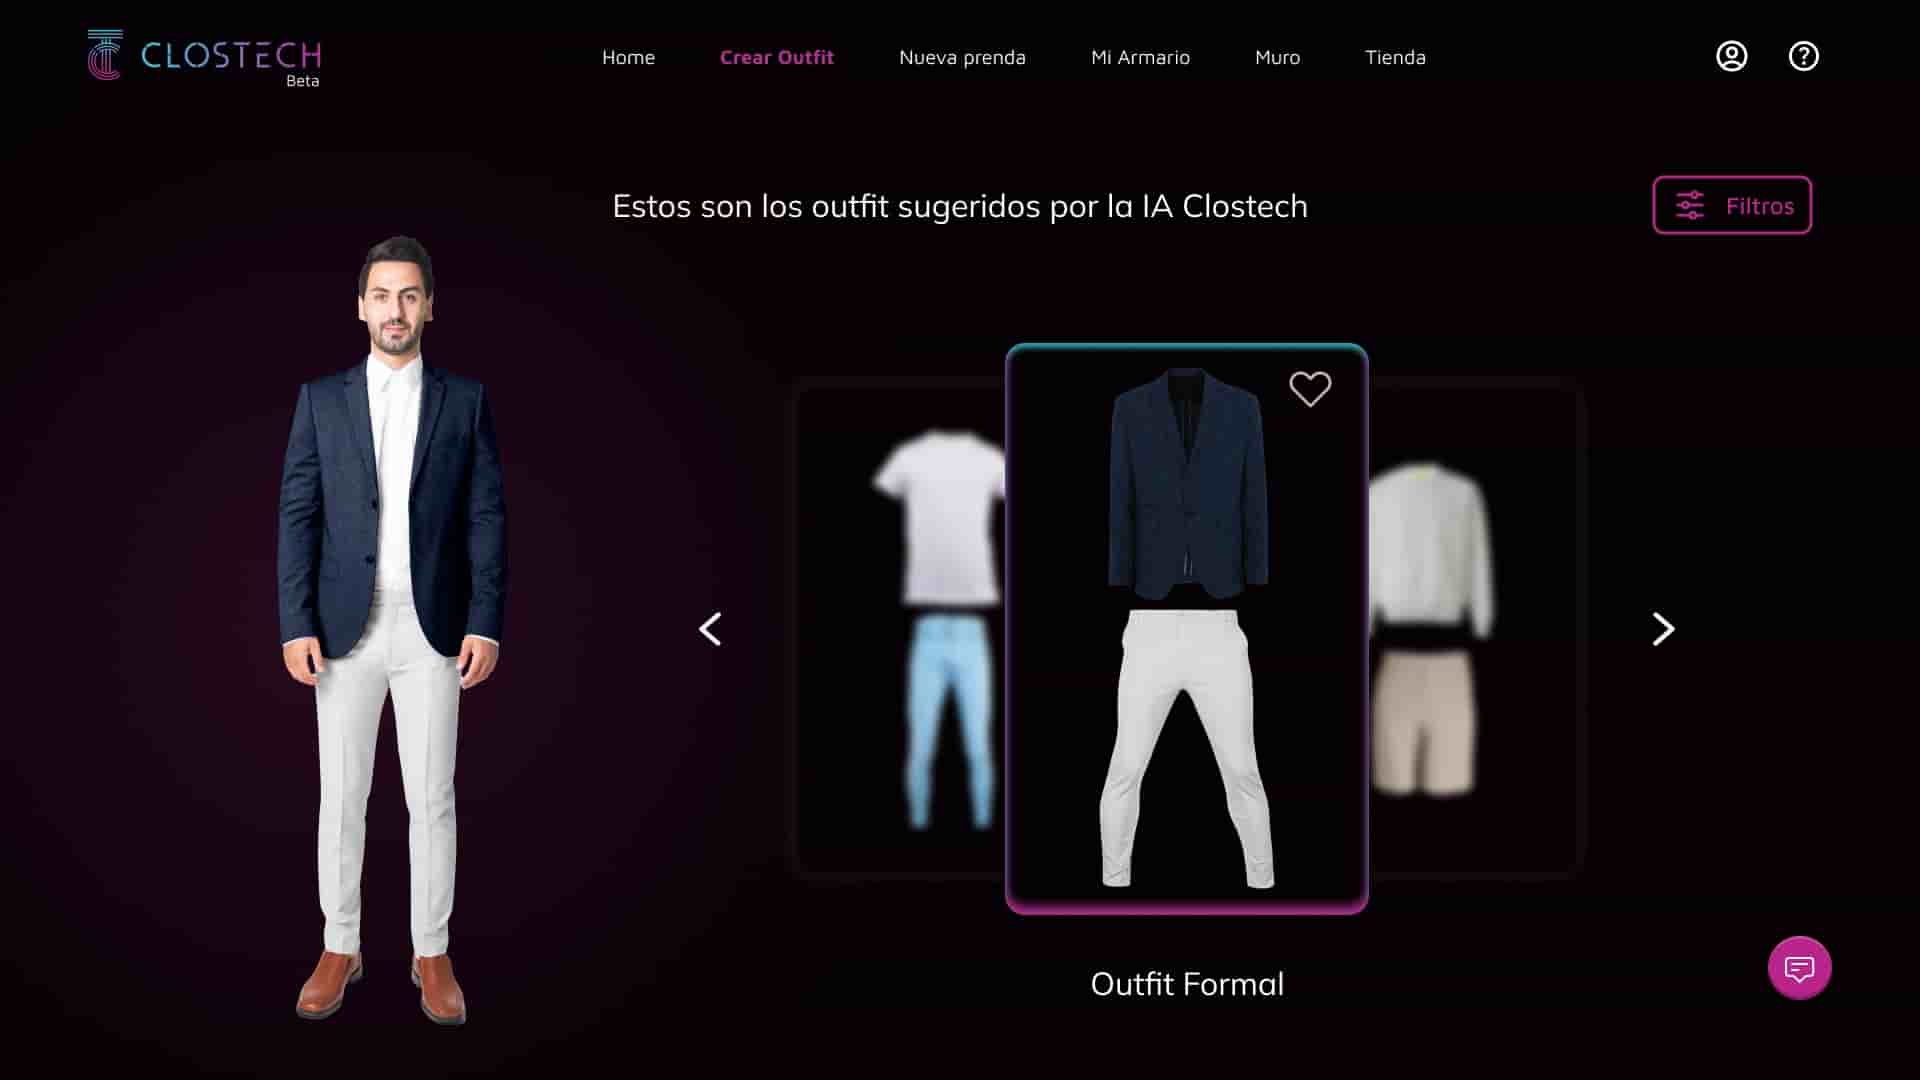 CLOSTECH
Beta
Home
Crear Outfit
Nueva prenda
Mi Armario
Muro
Tienda
Estos son los outfit sugeridos por la IA Clostech
Filtros
Outfit Formal